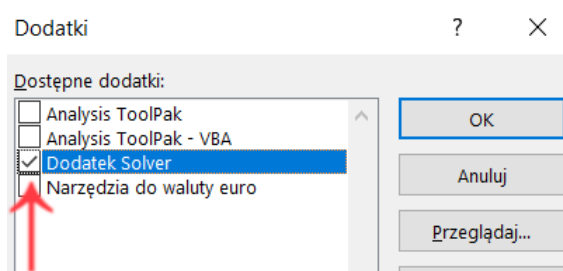 Dodatki ? ×
Dostępne dodatki:
Analysis ToolPak
Analysis ToolPak - VBA
Dodatek Solver
Narzędzia do waluty euro
OK
Anuluj
Przeglądaj...